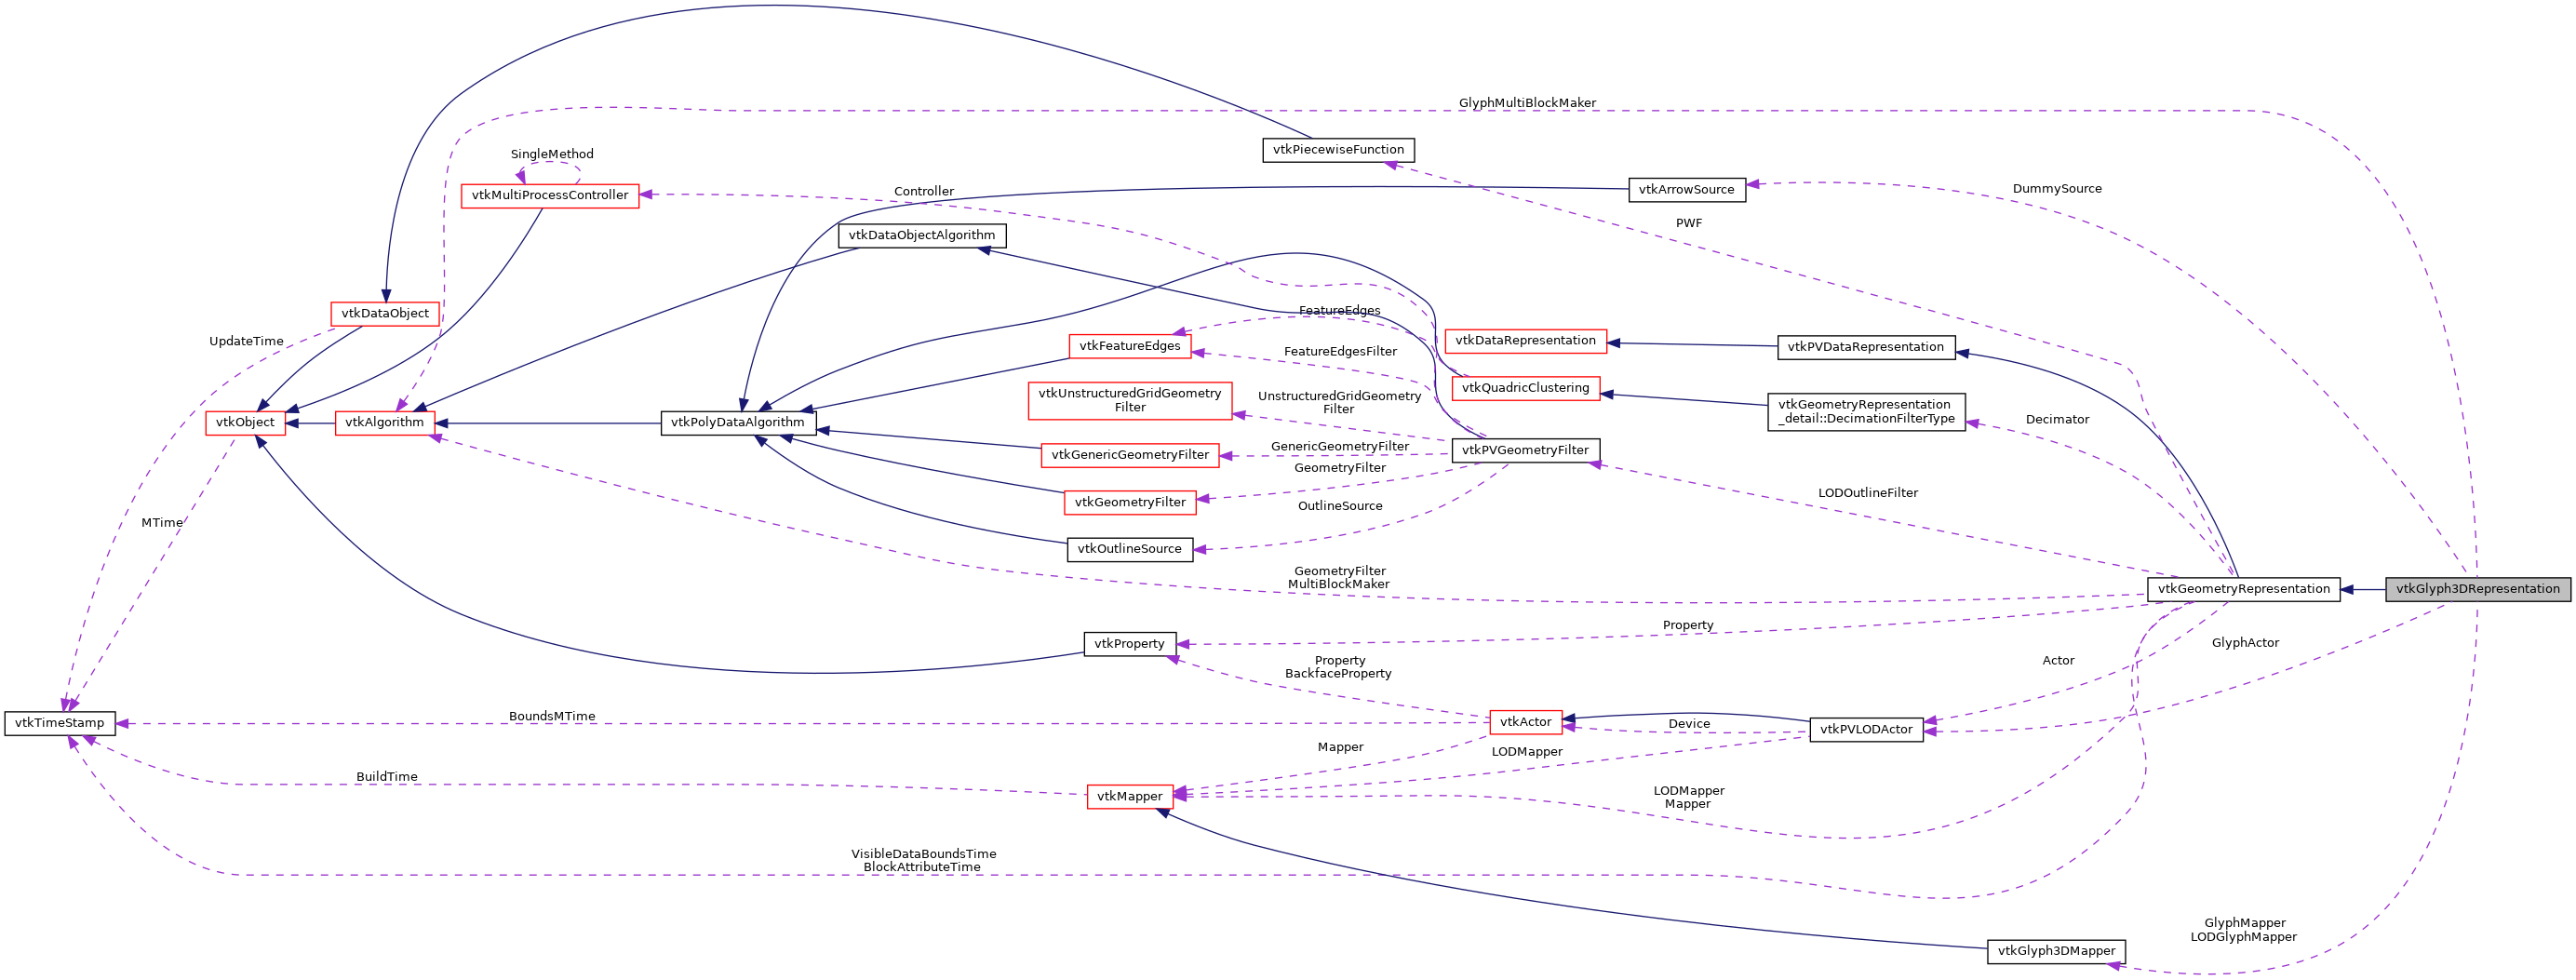 GlyphMultiBlockMaker
vtkPiecewiseFunction
SingleMethod
vtkMultiProcessController
Controller
vtkArrowSource
DummySource
PWF
vtkDataObjectAlgorithm
vtkDataObject
FeatureEdges
UpdateTime
vtkFeatureEdges
vtkDataRepresentation
vtkPVDataRepresentation
FeatureEdgesFilter
vtkQuadricClustering
vtkUnstructuredGridGeometry
Filter
UnstructuredGridGeometry
Filter
vtkGeometryRepresentation
_detail::DecimationFilterType
Decimator
vtkObject
vtkAlgorithm
vtkPolyDataAlgorithm
GenericGeometryFilter
vtkGenericGeometryFilter
vtkPVGeometryFilter
GeometryFilter
LODOutlineFilter
vtkGeometryFilter
OutlineSource
MTime
vtkOutlineSource
GeometryFilter
MultiBlockMaker
vtkGeometryRepresentation
vtkGlyph3DRepresentation
Property
vtkProperty
GlyphActor
Property
BackfaceProperty
Actor
BoundsMTime
vtkTimeStamp
vtkActor
Device
vtkPVLODActor
Mapper
LODMapper
BuildTime
vtkMapper
LODMapper
Mapper
VisibleDataBoundsTime
BlockAttributeTime
GlyphMapper
LODGlyphMapper
vtkGlyph3DMapper